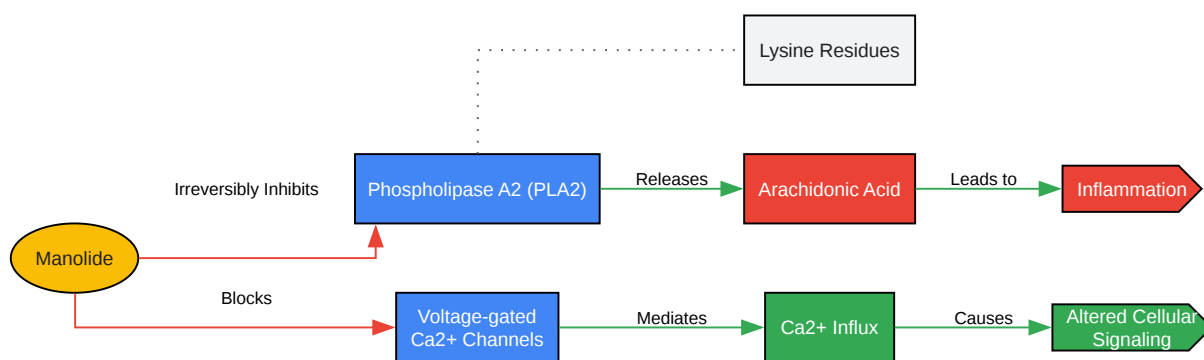 Lysine Residues
Irreversibly Inhibits
Phospholipase A2 (PLA2)
Releases
Arachidonic Acid
Leads to
Inflammation
Manolide
Blocks
Voltage-gated
Ca2+ Channels
Mediates
Ca2+ Influx
Causes
Altered Cellular
Signaling